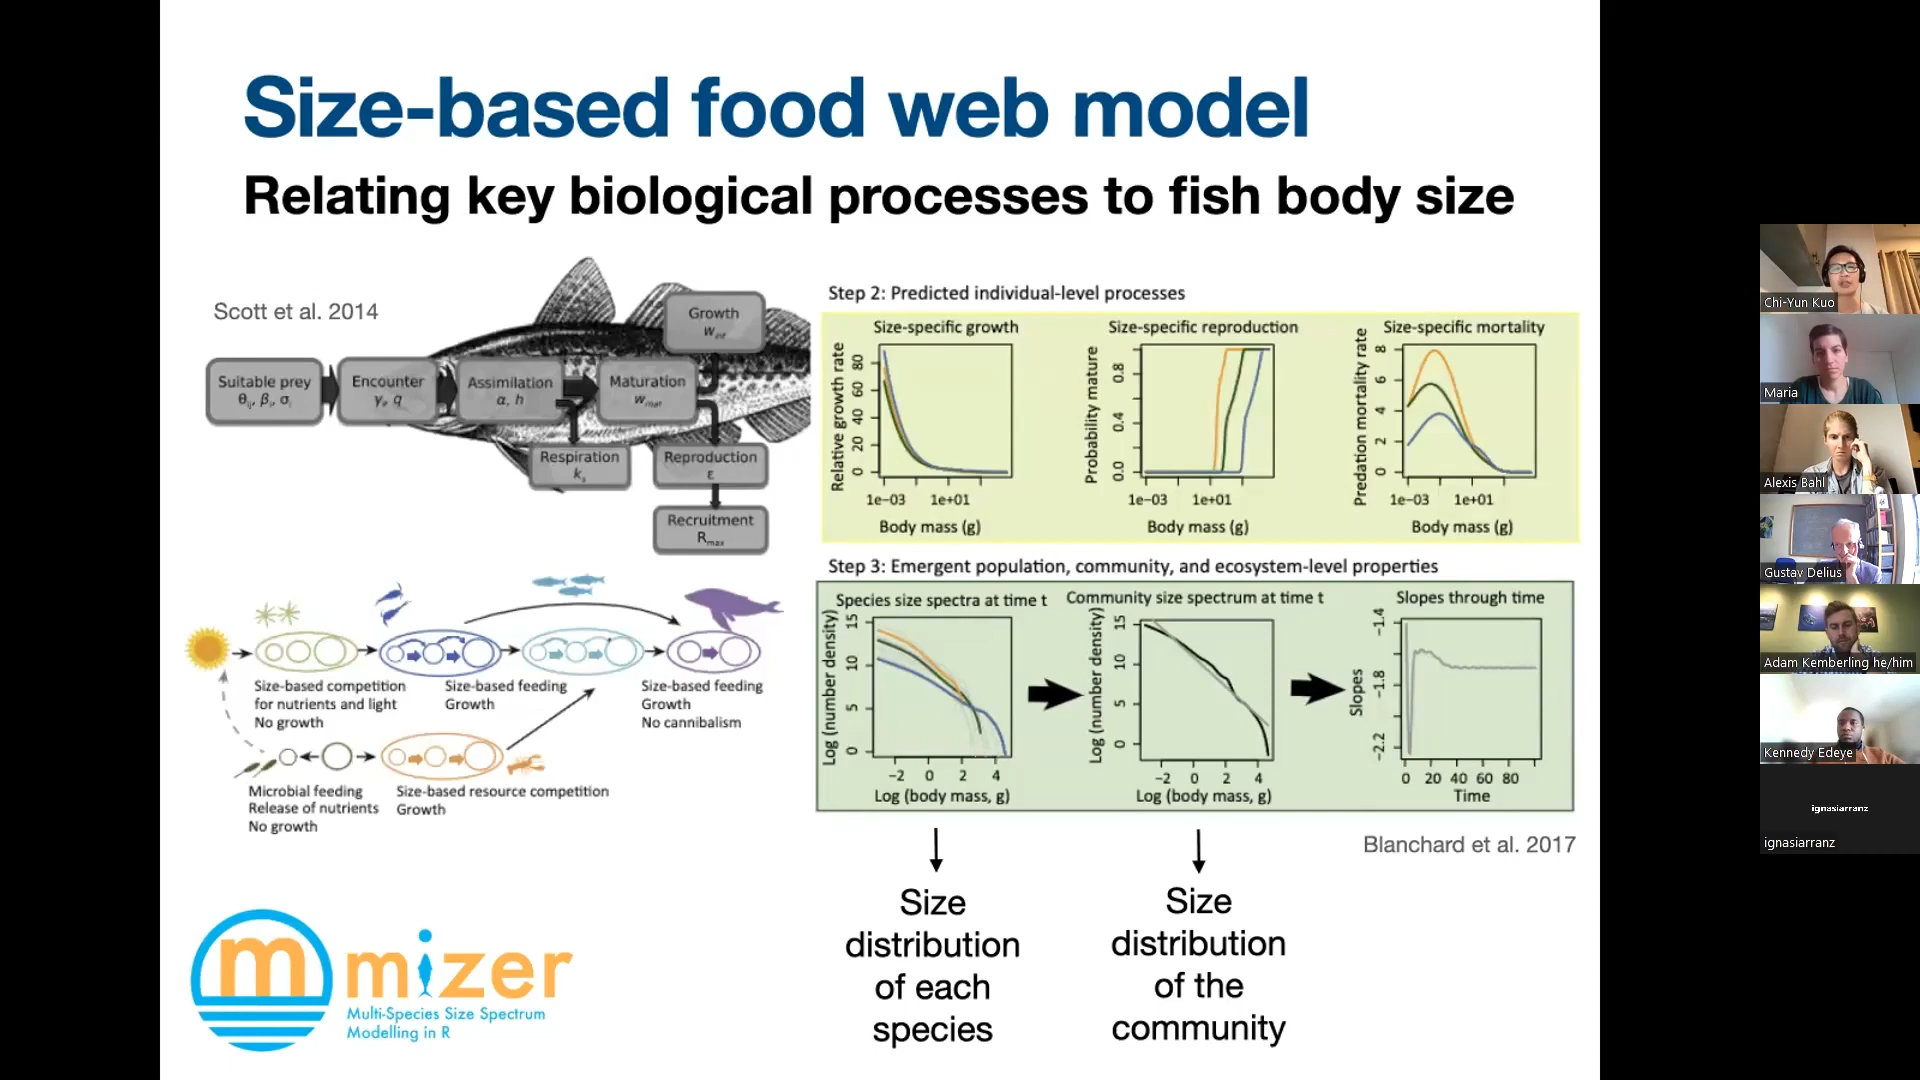 Size-based food web model
Relating key biological processes to fish body size
Scott et al. 2014
Suitable prey
θij, βi, σi
Encounter
γi, q
Assimilation
α, h
Maturation
wmat
Growth
winf
Respiration
ks
Reproduction
ε
Recruitment
Rmax
Size-based competition
for nutrients and light
No growth
Size-based feeding
Growth
Size-based feeding
Growth
No cannibalism
Microbial feeding
Release of nutrients
No growth
Size-based resource competition
Growth
Step 2: Predicted individual-level processes
Size-specific growth
Relative growth rate
80
60
40
20
0
1e−03 1e+01
Body mass (g)
Size-specific reproduction
Probability mature
0.8
0.4
0.0
1e−03 1e+01
Body mass (g)
Size-specific mortality
Predation mortality rate
8
6
4
2
0
1e−03 1e+01
Body mass (g)
Step 3: Emergent population, community, and ecosystem-level properties
Species size spectra at time t
Log (number density)
15
10
5
0
−2 0 2 4
Log (body mass, g)
Community size spectrum at time t
Log (number density)
15
10
5
0
−2 0 2 4
Log (body mass, g)
Slopes through time
Slopes
−1.4
−1.8
−2.2
0 20 40 60 80
Time
Blanchard et al. 2017
Size
distribution
of each
species
Size
distribution
of the
community
m
mizer
Multi-Species Size Spectrum
Modelling in R
Chi-Yun Kuo
Maria
Alexis Bahl
Gustav Delius
Adam Kemberling he/him
Kennedy Edeye
ignasiarranz
ignasiarranz